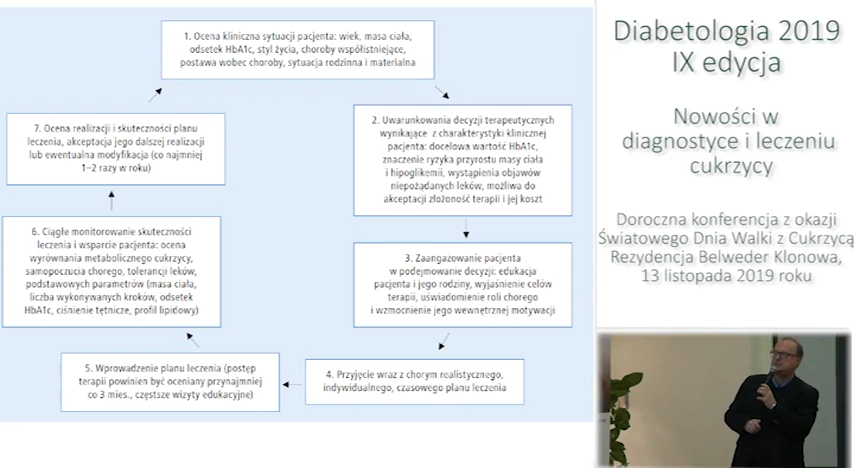 1. Ocena kliniczna sytuacji pacjenta: wiek, masa ciała,
odsetek HbA1c, styl życia, choroby współistniejące,
postawa wobec choroby, sytuacja rodzinna i materialna
2. Uwarunkowania decyzji terapeutycznych
wynikające z charakterystyki klinicznej
pacjenta: docelowa wartość HbA1c,
znaczenie ryzyka przyrostu masy ciała
i hipoglikemii, wystąpienia objawów
niepożądanych leków, możliwa do
akceptacji złożoność terapii i jej koszt
3. Zaangażowanie pacjenta
w podejmowanie decyzji: edukacja
pacjenta i jego rodziny, wyjaśnienie celów
terapii, uświadomienie roli chorego
i wzmocnienie jego wewnętrznej motywacji
4. Przyjęcie wraz z chorym realistycznego,
indywidualnego, czasowego planu leczenia
5. Wprowadzenie planu leczenia (postęp
terapii powinien być oceniany przynajmniej
co 3 mies., częstsze wizyty edukacyjne)
6. Ciągłe monitorowanie skuteczności
leczenia i wsparcie pacjenta: ocena
wyrównania metabolicznego cukrzycy,
samopoczucia chorego, tolerancji leków,
podstawowych parametrów (masa ciała,
liczba wykonywanych kroków, odsetek
HbA1c, ciśnienie tętnicze, profil lipidowy)
7. Ocena realizacji i skuteczności planu
leczenia, akceptacja jego dalszej realizacji
lub ewentualna modyfikacja (co najmniej
1–2 razy w roku)
Diabetologia 2019
IX edycja
Nowości w
diagnostyce i leczeniu
cukrzycy
Doroczna konferencja z okazji
Światowego Dnia Walki z Cukrzycą
Rezydencja Belweder Klonowa,
13 listopada 2019 roku